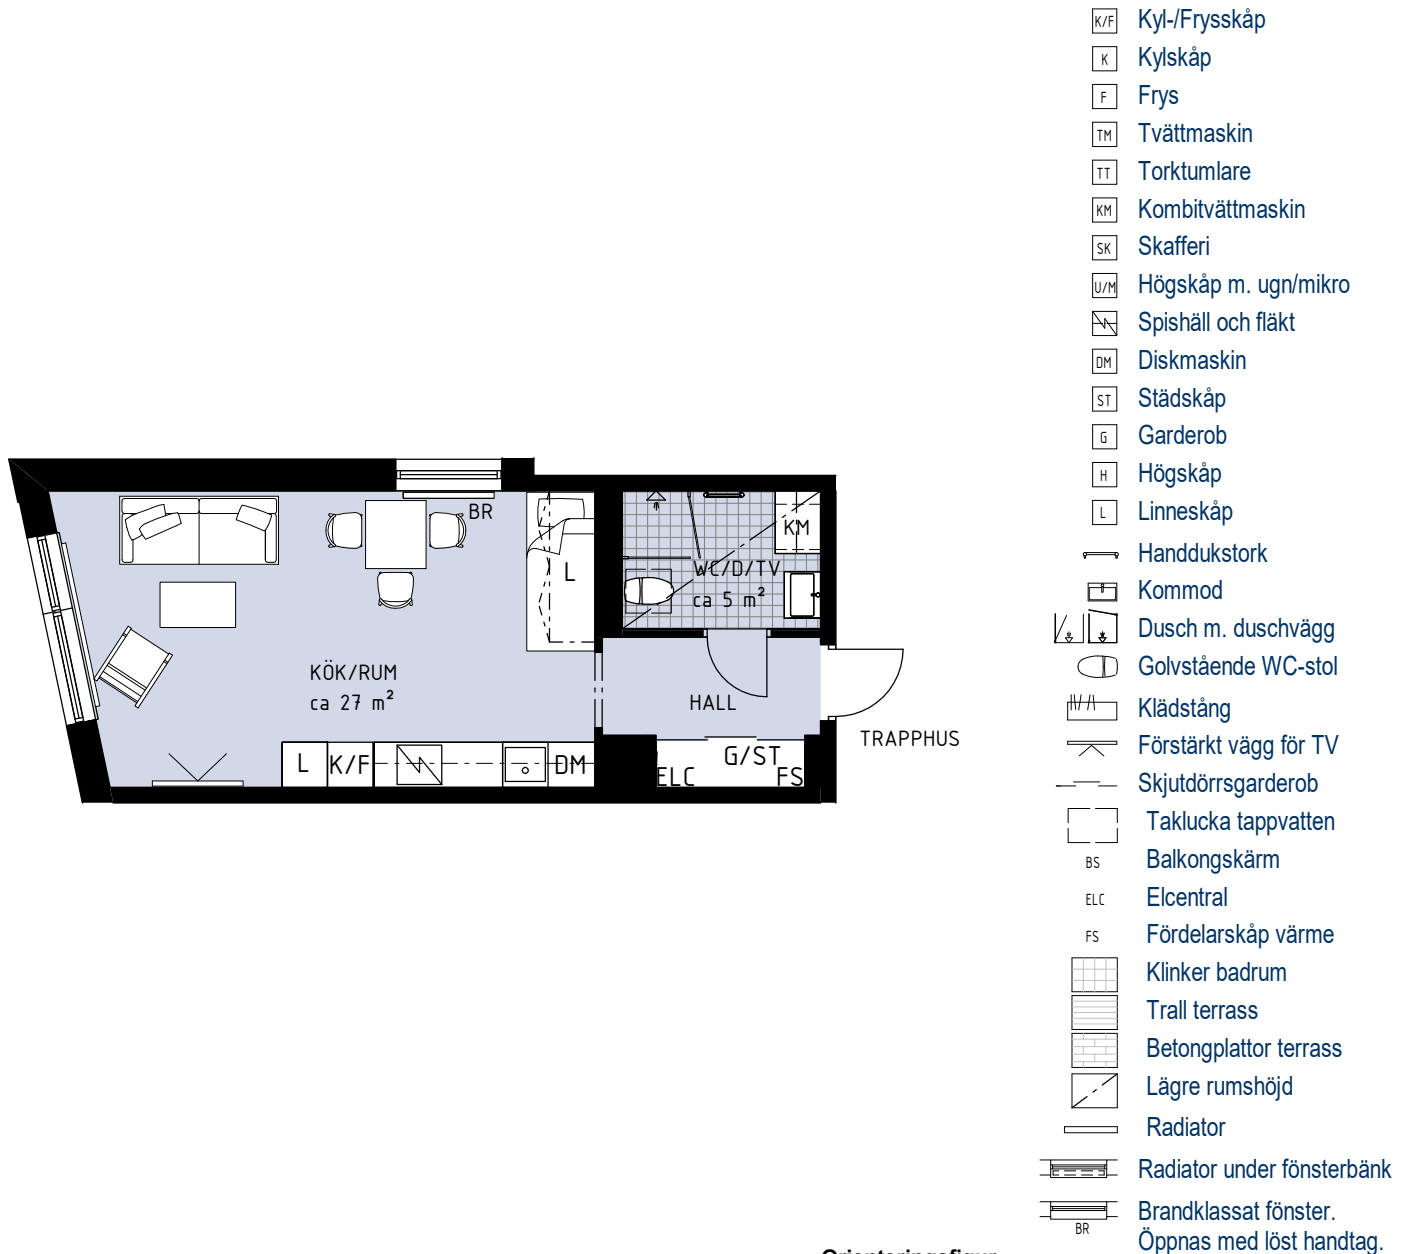 K/F Kyl-/Frysskåp
K Kylskåp
F Frys
TM Tvättmaskin
TT Torktumlare
KM Kombitvättmaskin
SK Skafferi
U/M Högskåp m. ugn/mikro
Spishäll och fläkt
DM Diskmaskin
ST Städskåp
G Garderob
H Högskåp
L Linneskåp
Handdukstork
Kommod
Dusch m. duschvägg
Golvstående WC-stol
Klädstång
Förstärkt vägg för TV
Skjutdörrsgarderob
Taklucka tappvatten
BS Balkongskärm
ELC Elcentral
FS Fördelarskåp värme
Klinker badrum
Trall terrass
Betongplattor terrass
Lägre rumshöjd
Radiator
Radiator under fönsterbänk
Brandklassat fönster.
BR Öppnas med löst handtag.
BR
KM
L
WC/D/TV
ca 5 m²
KÖK/RUM
ca 27 m²
HALL
TRAPPHUS
L K/F DM
G/ST
ELC FS